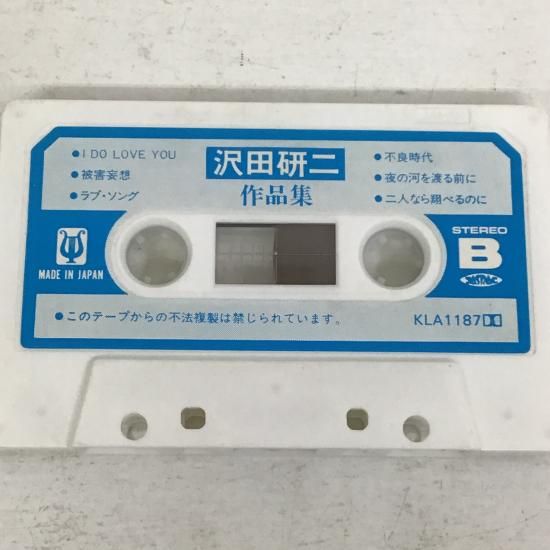 沢田研二
作品集
●I DO LOVE YOU
●被害妄想
●ラブ・ソング
●不良時代
●夜の河を渡る前に
●二人なら翔べるのに
MADE IN JAPAN
STEREO
B
●このテープからの不法複製は禁じられています。
KLA1187